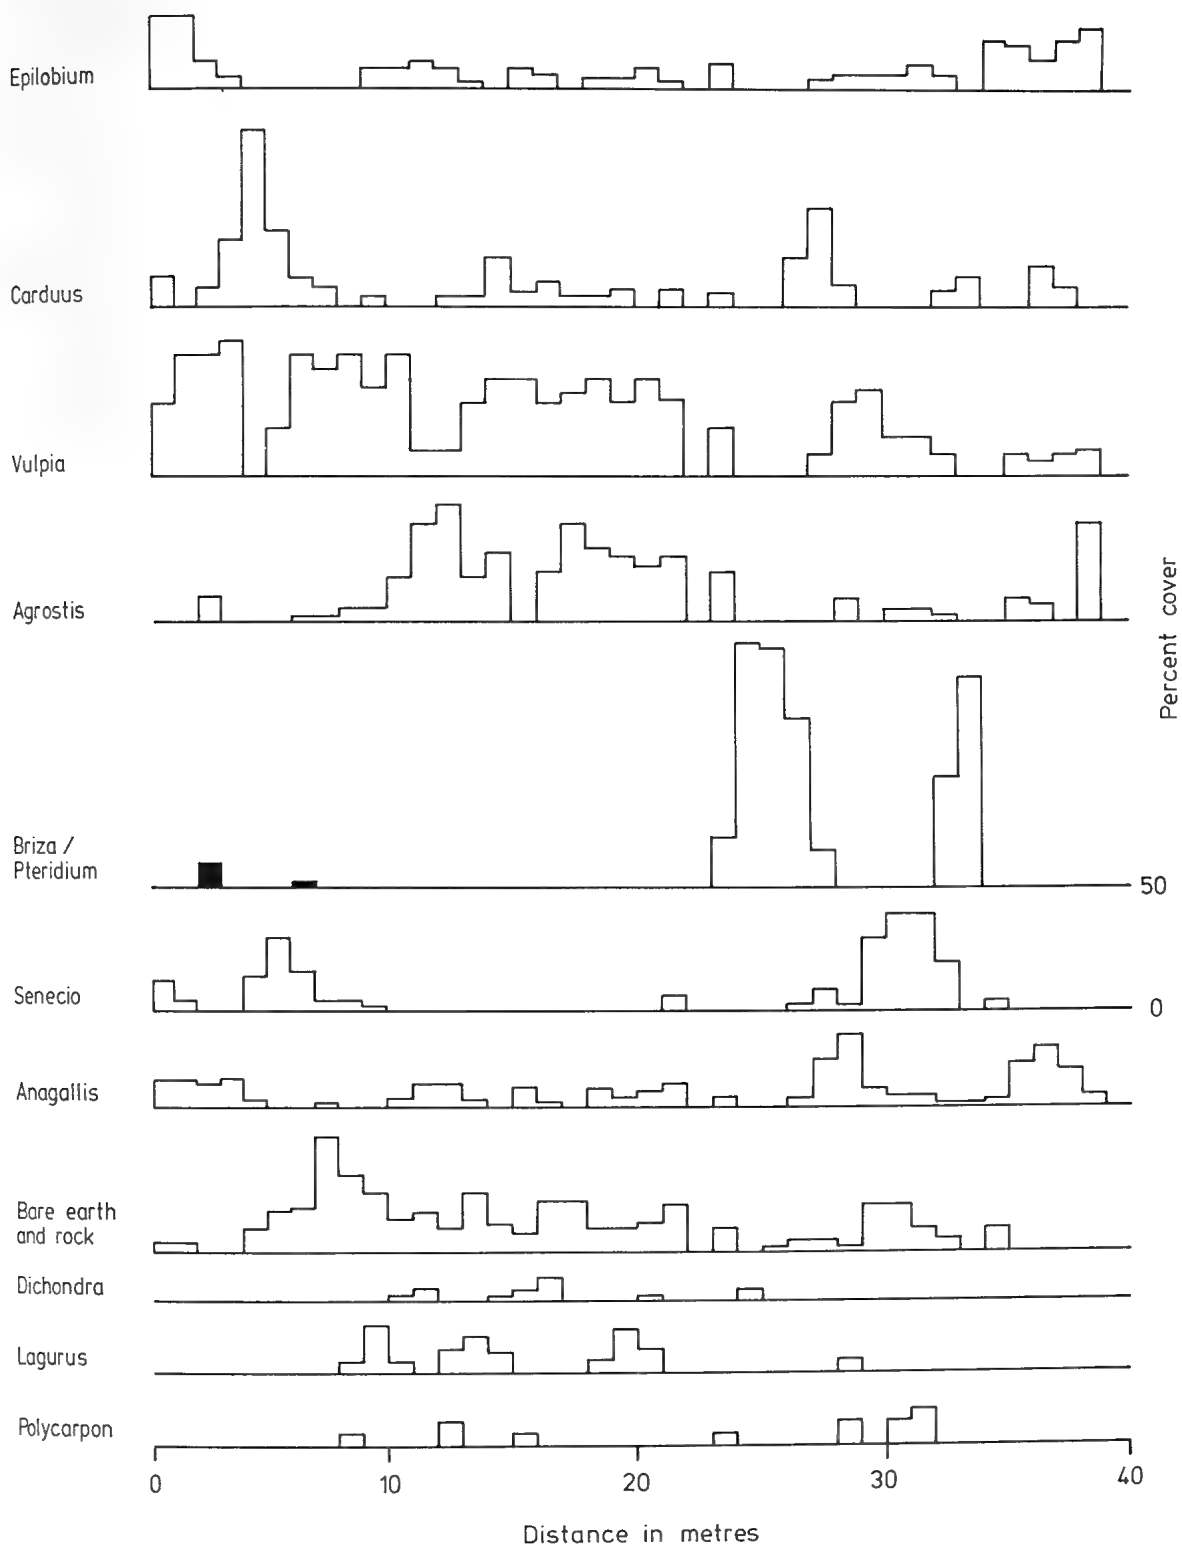 Epilobium
Carduus
Vulpia
Agrostis
Percent cover
Briza /
Pteridium
50
Senecio
0
Anagallis
Bare earth
and rock
Dichondra
Lagurus
Polycarpon
0 10 20 30 40
Distance in metres